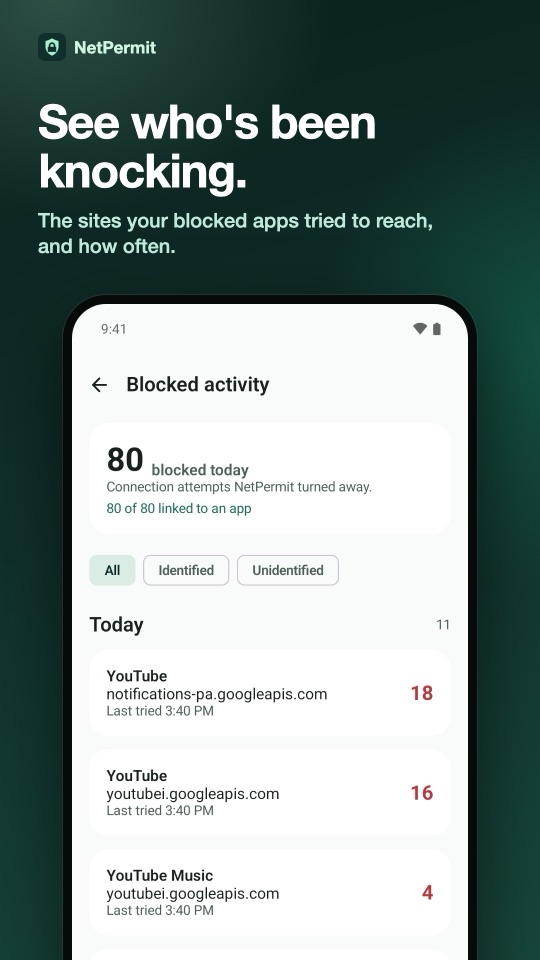 NetPermit
See who's been
knocking.
The sites your blocked apps tried to reach,
and how often.
9:41
Blocked activity
80 blocked today
Connection attempts NetPermit turned away.
80 of 80 linked to an app
All Identified Unidentified
Today 11
YouTube
notifications-pa.googleapis.com 18
Last tried 3:40 PM
YouTube
youtubei.googleapis.com 16
Last tried 3:40 PM
YouTube Music
youtubei.googleapis.com 4
Last tried 3:40 PM